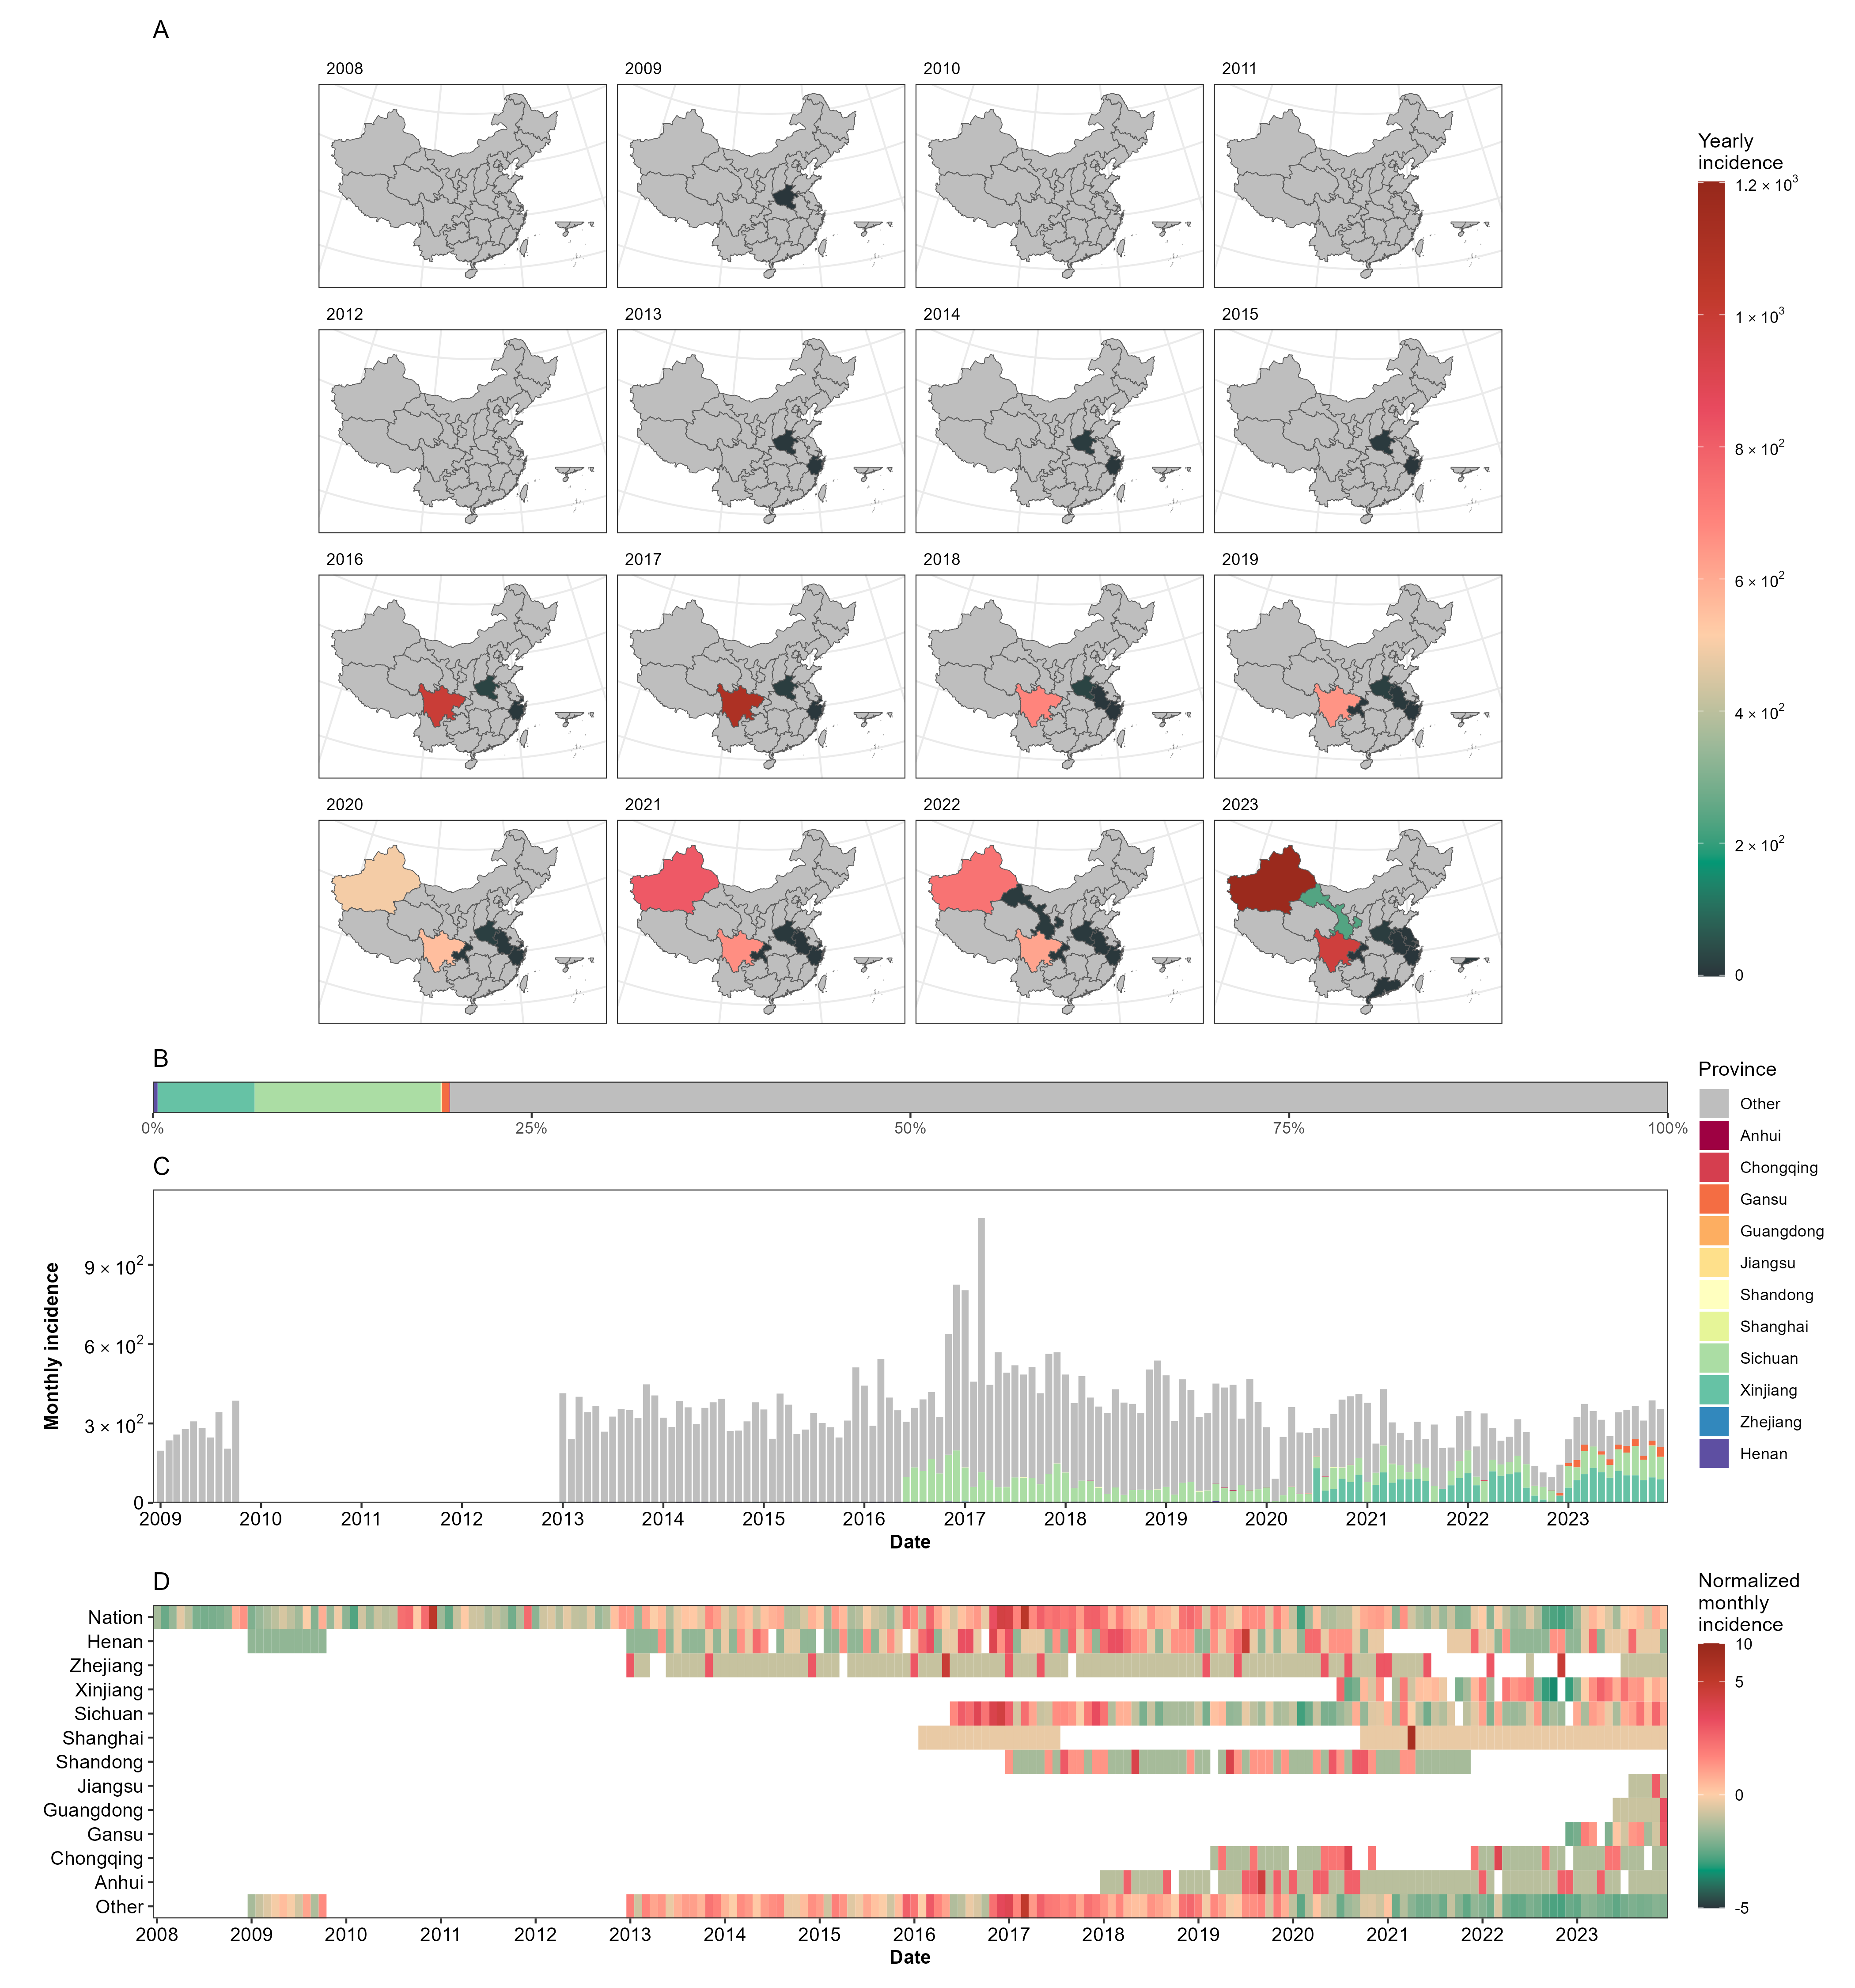 A
2008
2009
2010
2011
2012
2013
2014
2015
2016
2017
2018
2019
2020
2021
2022
2023
Yearly
incidence
1.2 × 10³
1 × 10³
8 × 10²
6 × 10²
4 × 10²
2 × 10²
0
B
0%
25%
50%
75%
100%
Province
Other
Anhui
Chongqing
Gansu
Guangdong
Jiangsu
Shandong
Shanghai
Sichuan
Xinjiang
Zhejiang
Henan
C
Monthly incidence
9 × 10²
6 × 10²
3 × 10²
0
2009
2010
2011
2012
2013
2014
2015
2016
2017
2018
2019
2020
2021
2022
2023
Date
D
Nation
Henan
Zhejiang
Xinjiang
Sichuan
Shanghai
Shandong
Jiangsu
Guangdong
Gansu
Chongqing
Anhui
Other
2008
2009
2010
2011
2012
2013
2014
2015
2016
2017
2018
2019
2020
2021
2022
2023
Date
Normalized
monthly
incidence
10
5
0
-5